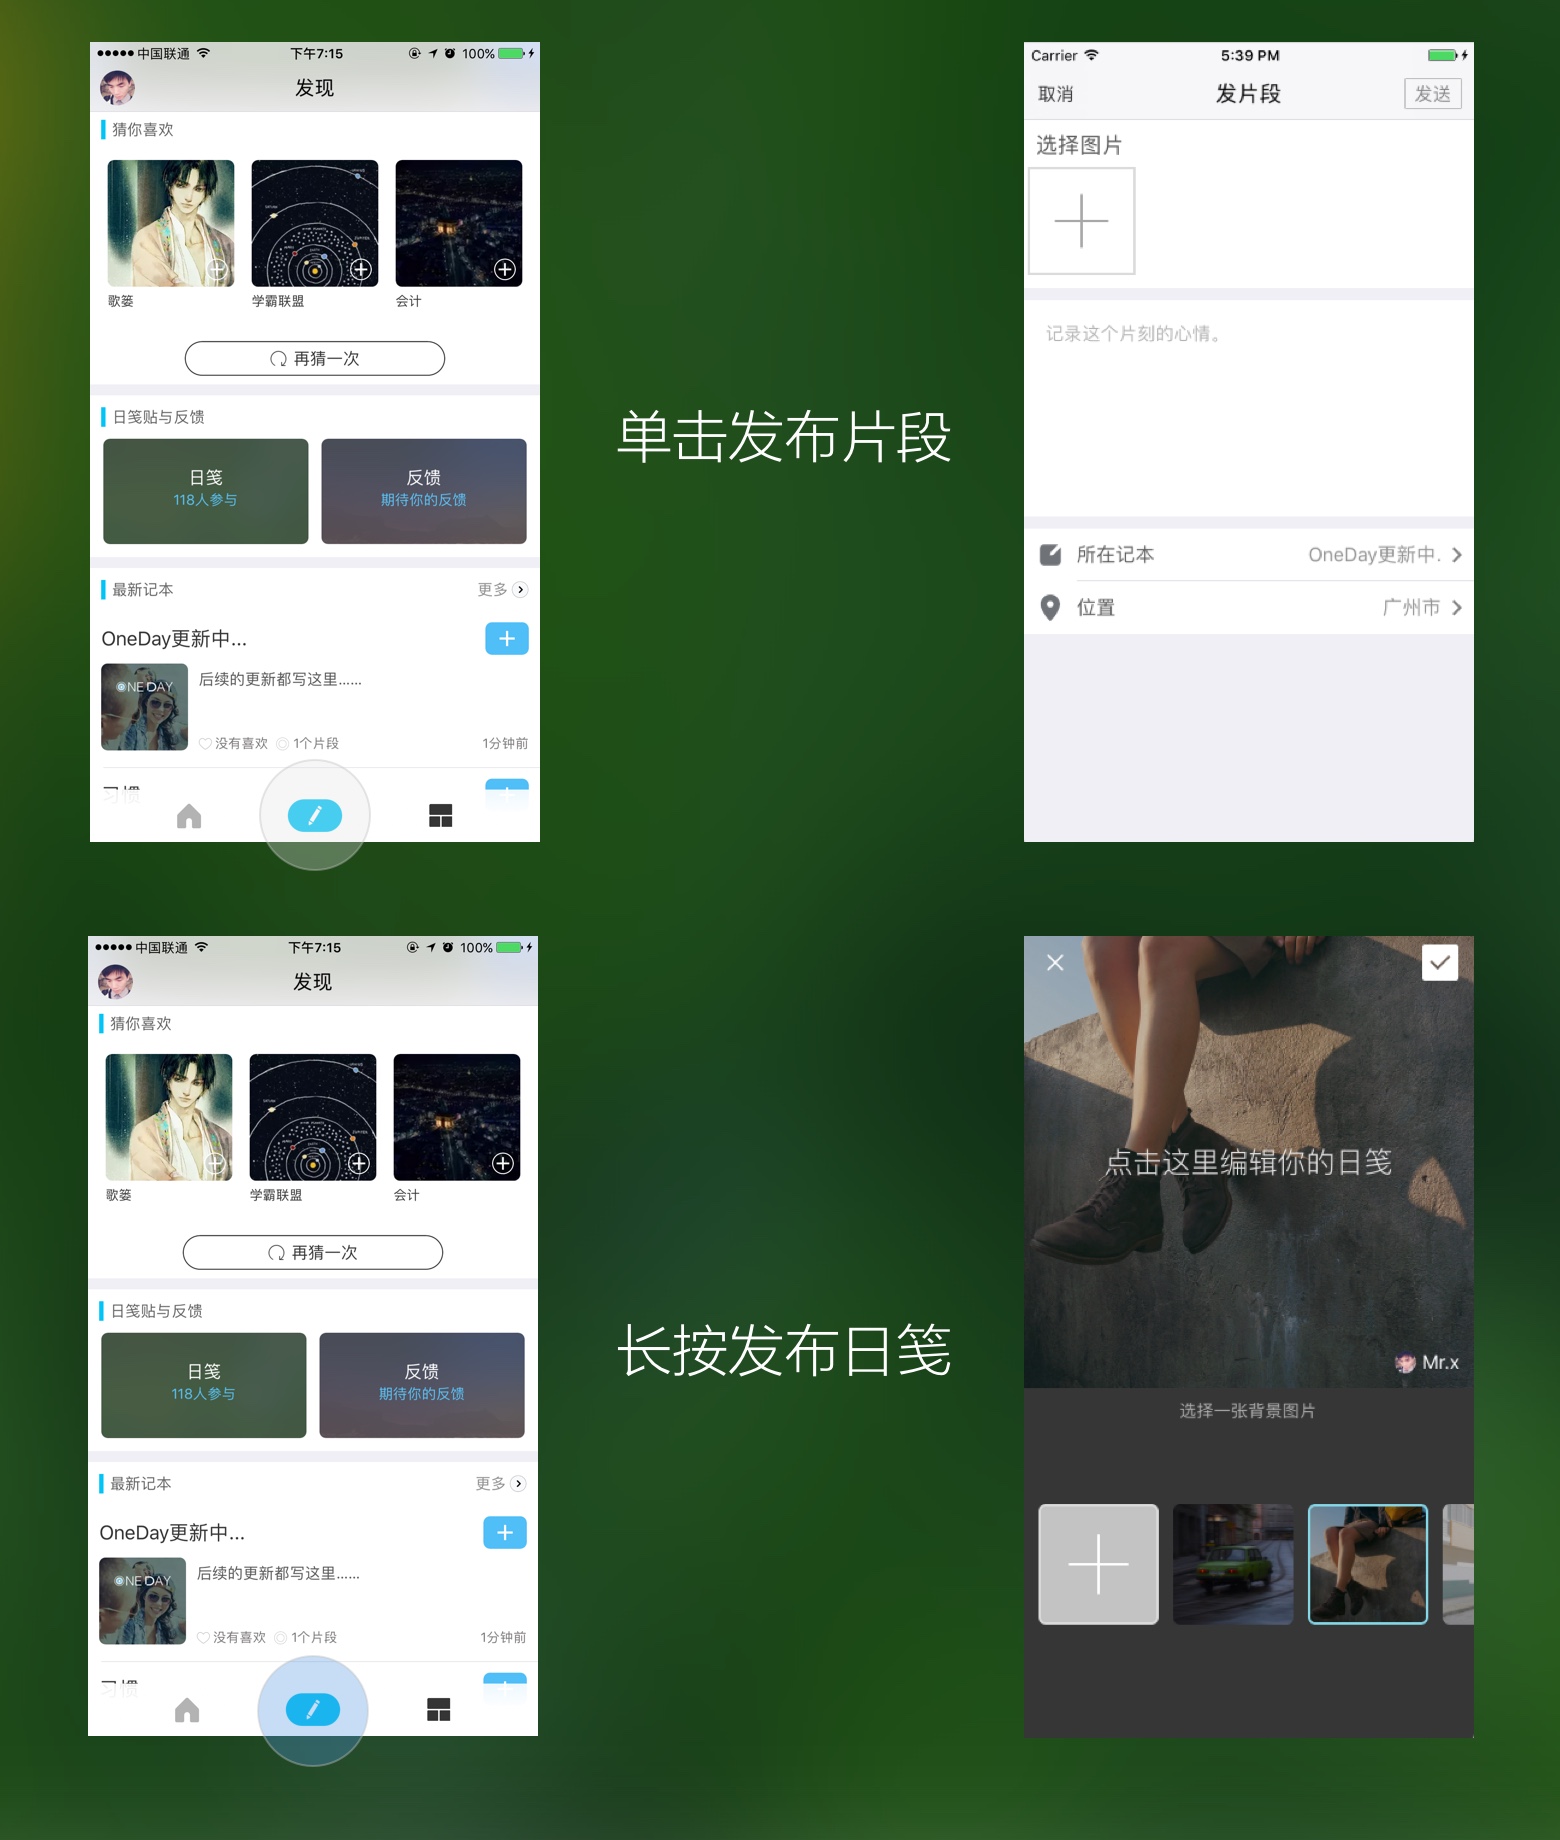 中国联通 下午7:15 100%
发现
猜你喜欢
歌篓 学霸联盟 会计
再猜一次
日笺贴与反馈
日笺 反馈
118人参与 期待你的反馈
最新记本 更多
OneDay更新中...
ONE DAY
后续的更新都写这里......
没有喜欢 1个片段 1分钟前
习惯
单击发布片段
Carrier 5:39 PM
取消 发片段 发送
选择图片
记录这个片刻的心情。
所在记本 OneDay更新中.
位置 广州市
中国联通 下午7:15 100%
发现
猜你喜欢
歌篓 学霸联盟 会计
再猜一次
日笺贴与反馈
日笺 反馈
118人参与 期待你的反馈
最新记本 更多
OneDay更新中...
ONE DAY
后续的更新都写这里......
没有喜欢 1个片段 1分钟前
习惯
长按发布日笺
点击这里编辑你的日笺
Mr.x
选择一张背景图片